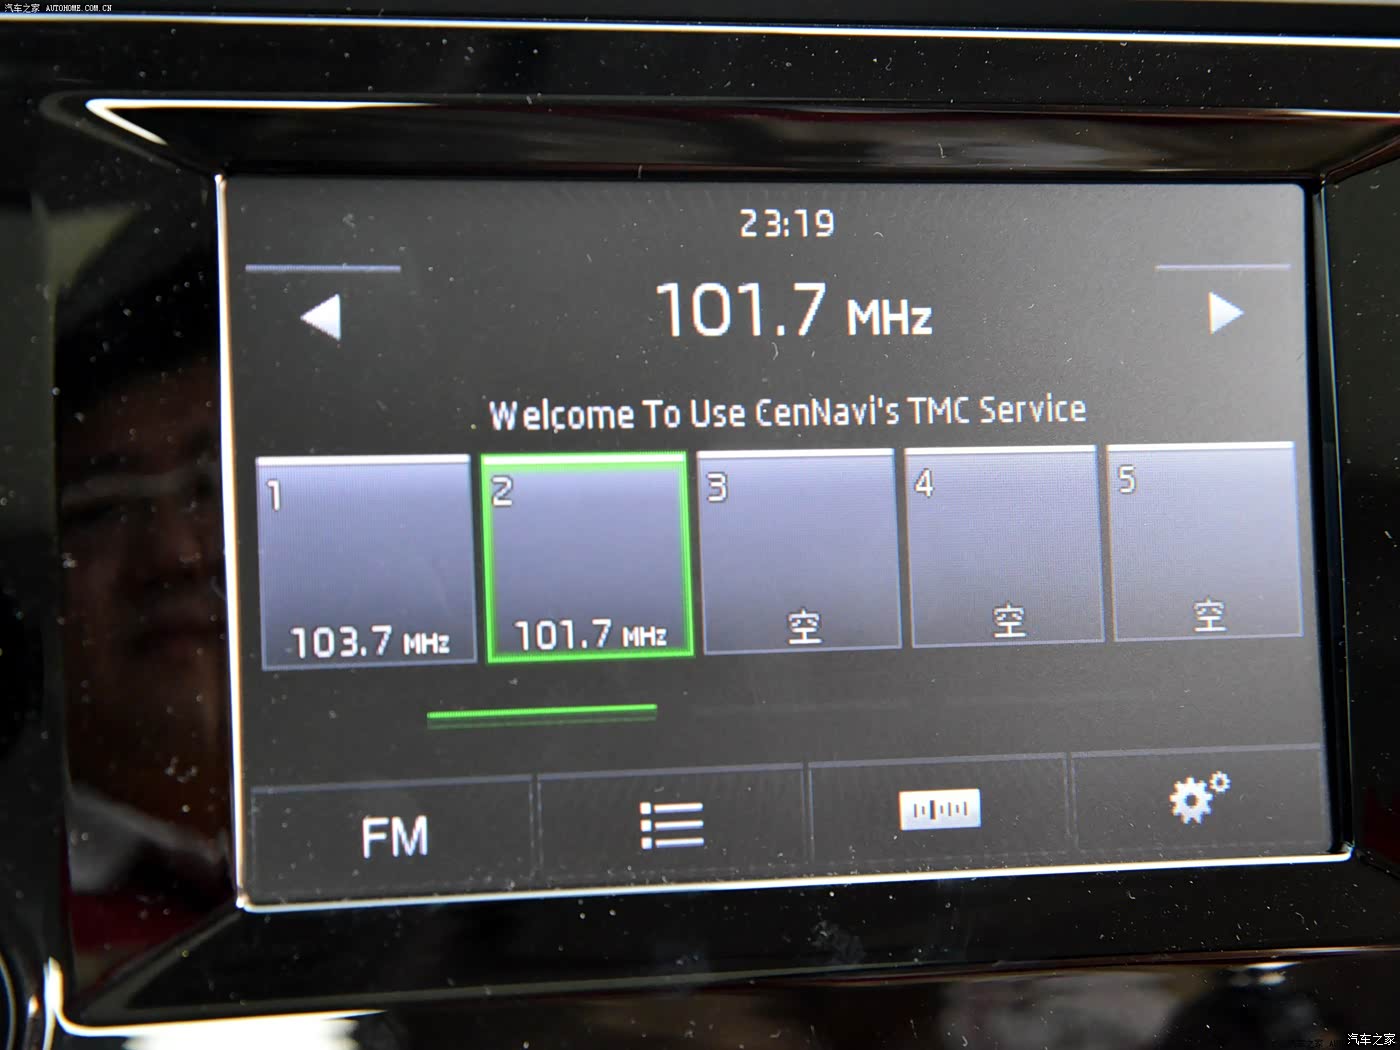 汽车之家 AUTOHOME.COM.CN
23:19
101.7 MHz
Welcome To Use CenNavi's TMC Service
1 2 3 4 5
103.7 MHz 101.7 MHz 空 空 空
FM
汽车之家